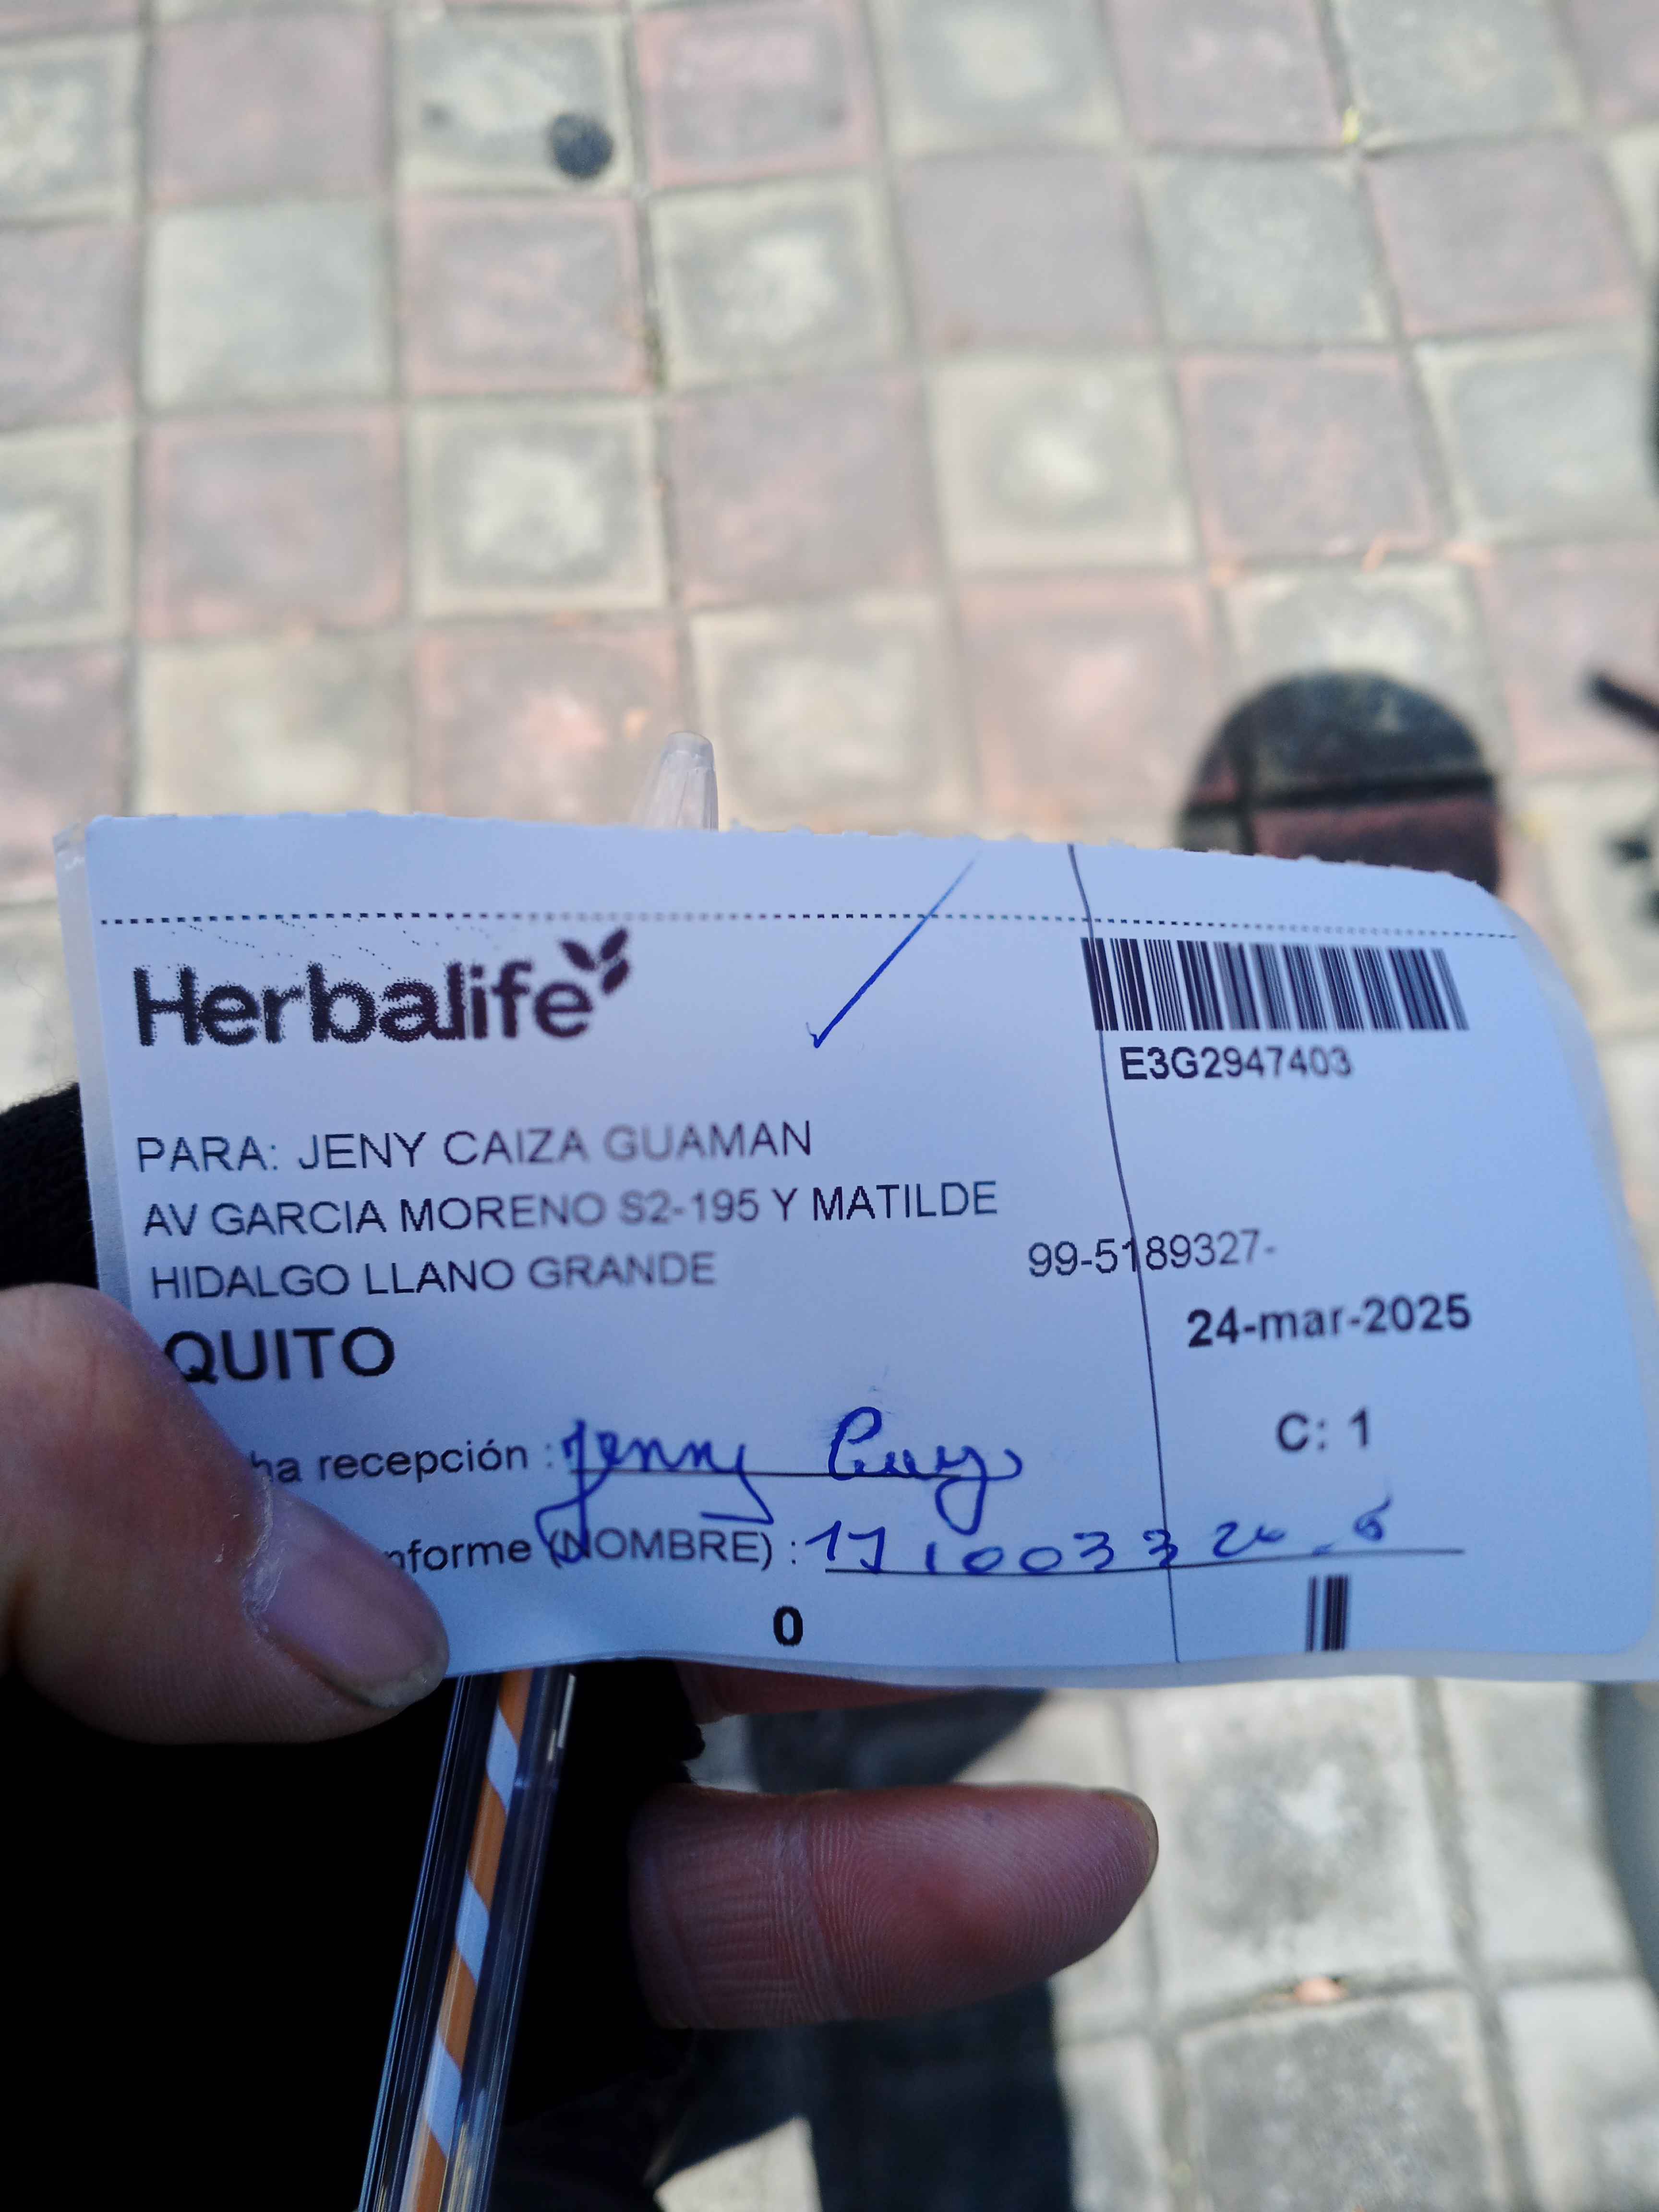 Herbalife
E3G2947403
PARA: JENY CAIZA GUAMAN
AV GARCIA MORENO S2-195 Y MATILDE
HIDALGO LLANO GRANDE
99-5189327-
QUITO
24-mar-2025
C: 1
ha recepción : Jenny
nforme (NOMBRE) :
0